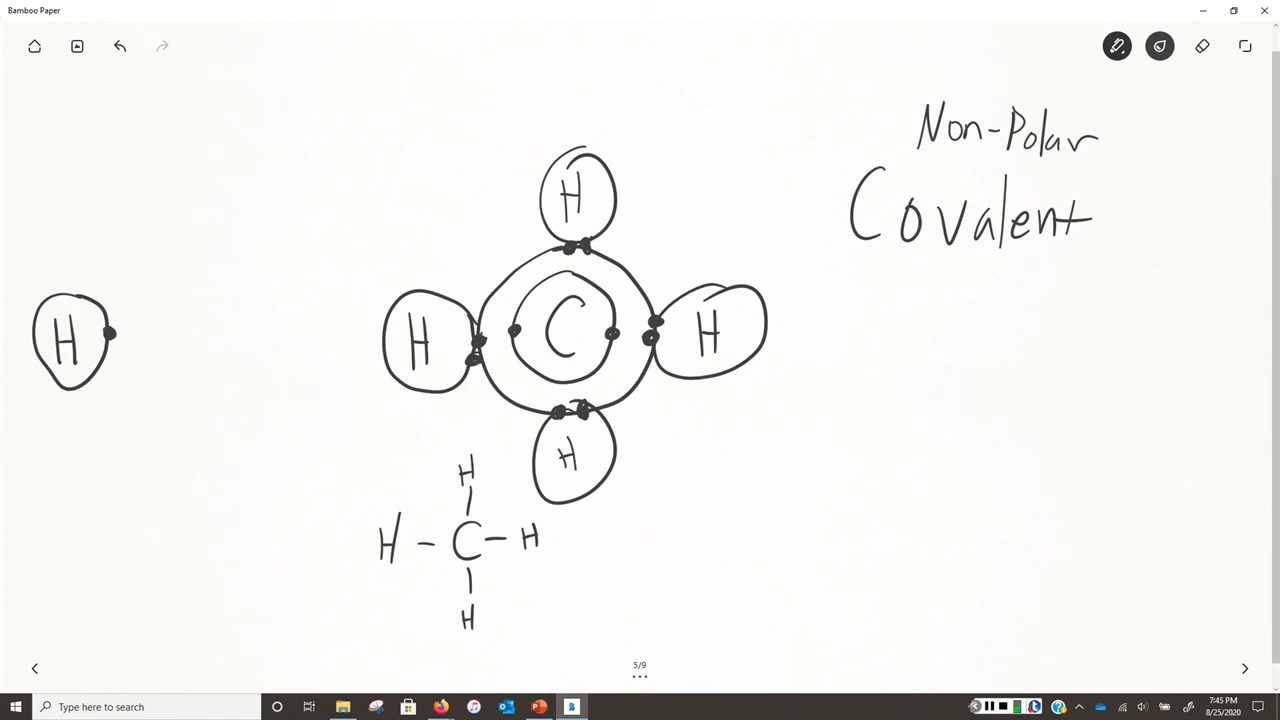 Bamboo Paper
Non-Polar
Covalent
H
H
H
C
H
H
H
H - C - H
H
5/9
Type here to search
7:45 PM
8/25/2020